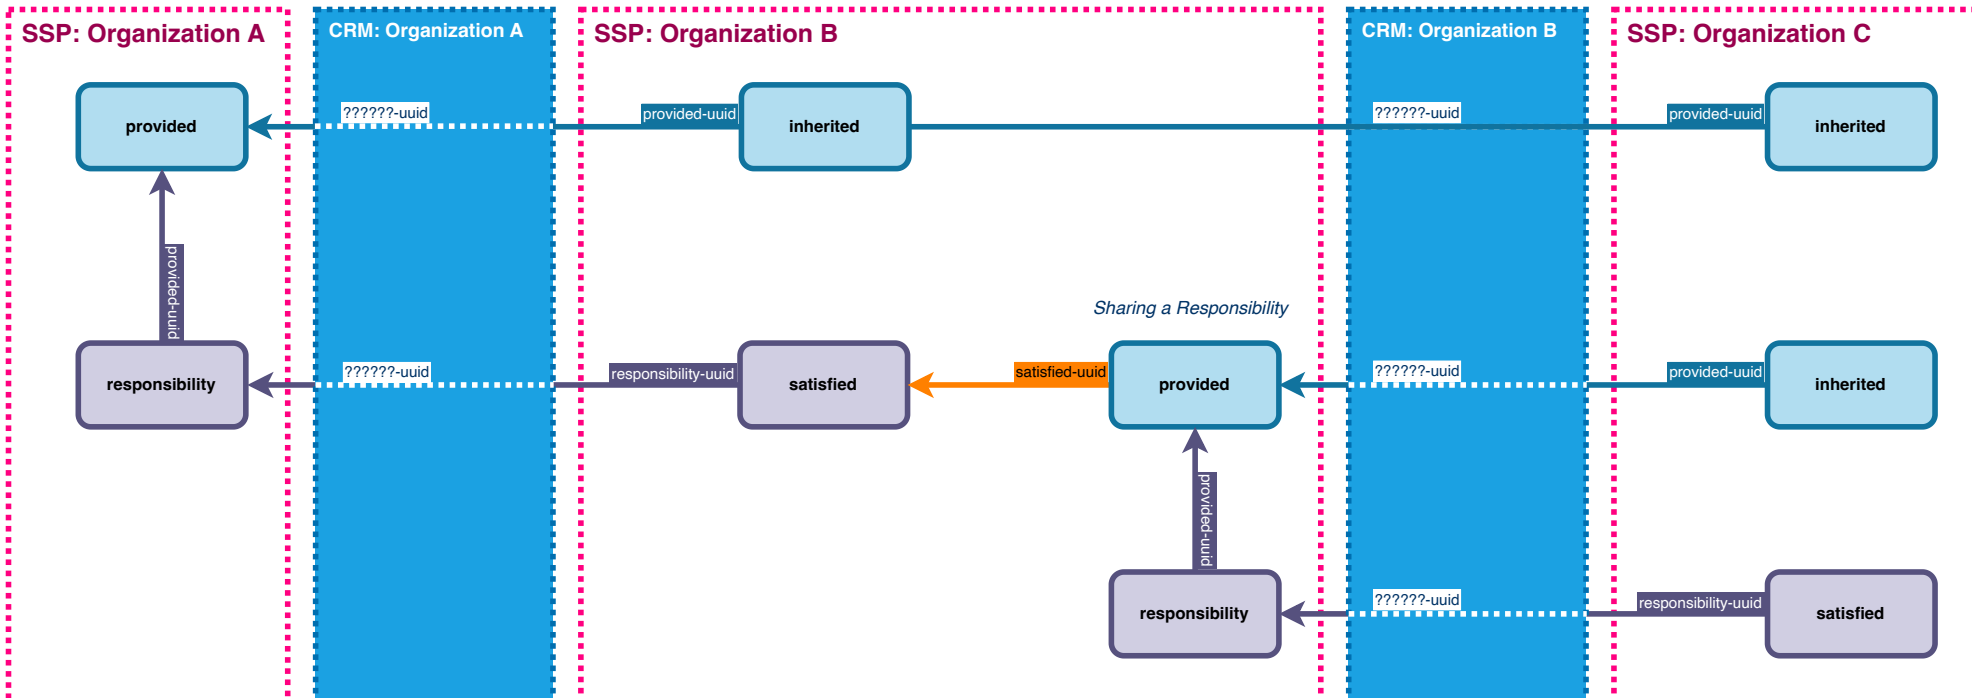 SSP: Organization A
CRM: Organization A
SSP: Organization B
CRM: Organization B
SSP: Organization C
provided
??????-uuid
provided-uuid
inherited
??????-uuid
provided-uuid
inherited
provided-uuid
Sharing a Responsibility
responsibility
??????-uuid
responsibility-uuid
satisfied
satisfied-uuid
provided
??????-uuid
provided-uuid
inherited
provided-uuid
responsibility
??????-uuid
responsibility-uuid
satisfied